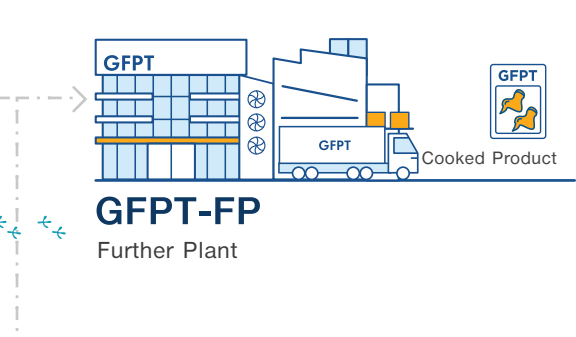 GFPT
GFPT
GFPT
Cooked Product
GFPT-FP
Further Plant